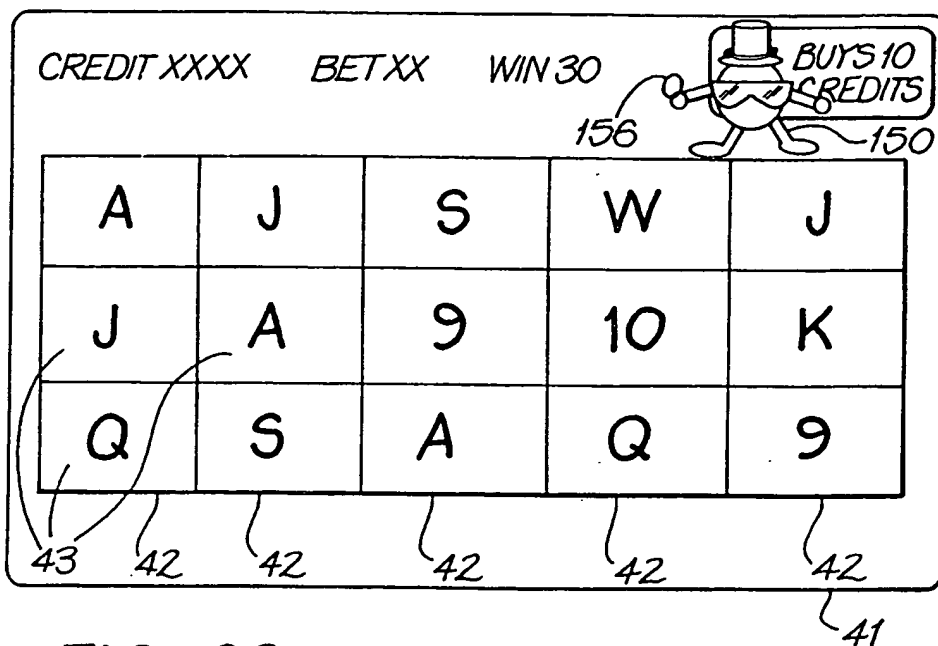 CREDIT XXXX BET XX WIN 30 BUYS 10
CREDITS
156 150
A J S W J
J A 9 10 K
Q S A Q 9
43 42 42 42 42 42
41